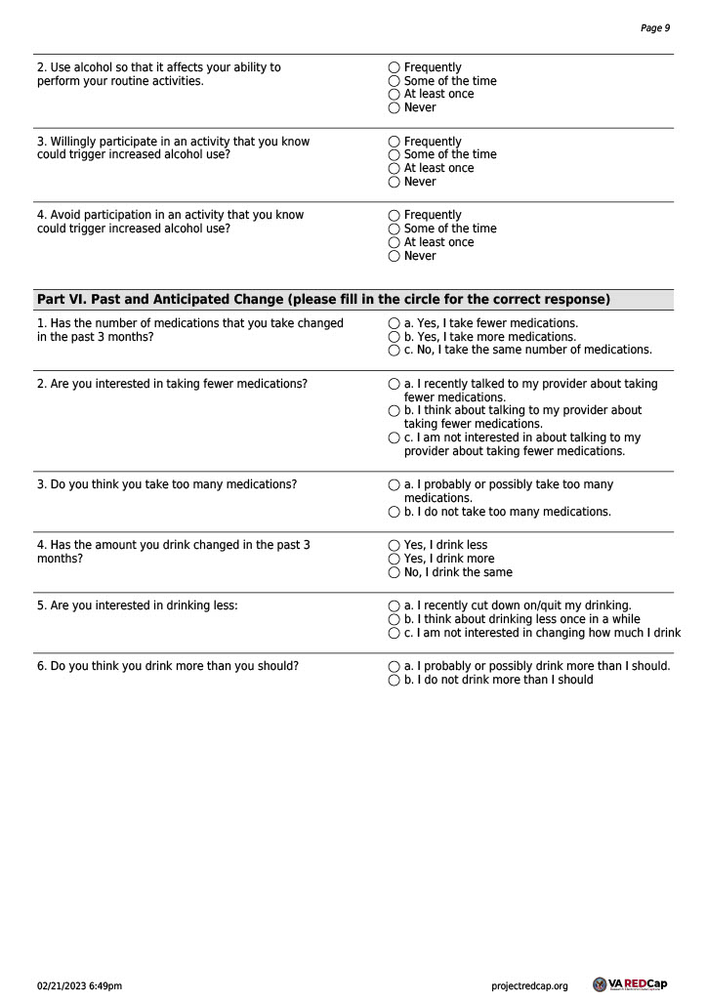 Page 9
2. Use alcohol so that it affects your ability to
perform your routine activities.
Frequently
Some of the time
At least once
Never
3. Willingly participate in an activity that you know
could trigger increased alcohol use?
Frequently
Some of the time
At least once
Never
4. Avoid participation in an activity that you know
could trigger increased alcohol use?
Frequently
Some of the time
At least once
Never
Part VI. Past and Anticipated Change (please fill in the circle for the correct response)
1. Has the number of medications that you take changed
in the past 3 months?
a. Yes, I take fewer medications.
b. Yes, I take more medications.
c. No, I take the same number of medications.
2. Are you interested in taking fewer medications?
a. I recently talked to my provider about taking
fewer medications.
b. I think about talking to my provider about
taking fewer medications.
c. I am not interested in about talking to my
provider about taking fewer medications.
3. Do you think you take too many medications?
a. I probably or possibly take too many
medications.
b. I do not take too many medications.
4. Has the amount you drink changed in the past 3
months?
Yes, I drink less
Yes, I drink more
No, I drink the same
5. Are you interested in drinking less:
a. I recently cut down on/quit my drinking.
b. I think about drinking less once in a while
c. I am not interested in changing how much I drink
6. Do you think you drink more than you should?
a. I probably or possibly drink more than I should.
b. I do not drink more than I should
02/21/2023 6:49pm
projectredcap.org
VA REDCap